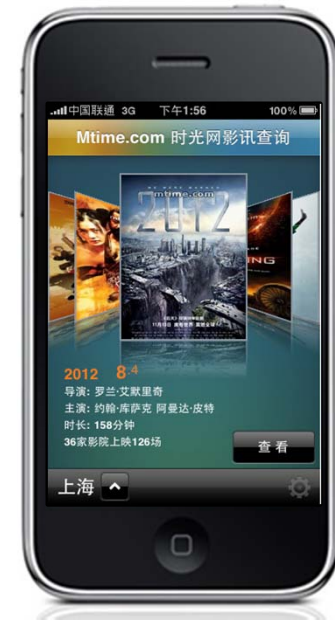 中国联通 3G 下午1:56 100%
Mtime.com 时光网影讯查询
mtime.com
2012
ING
2012 8.4
导演: 罗兰·艾默里奇
主演: 约翰·库萨克 阿曼达·皮特
时长: 158分钟
36家影院上映126场
查看
上海